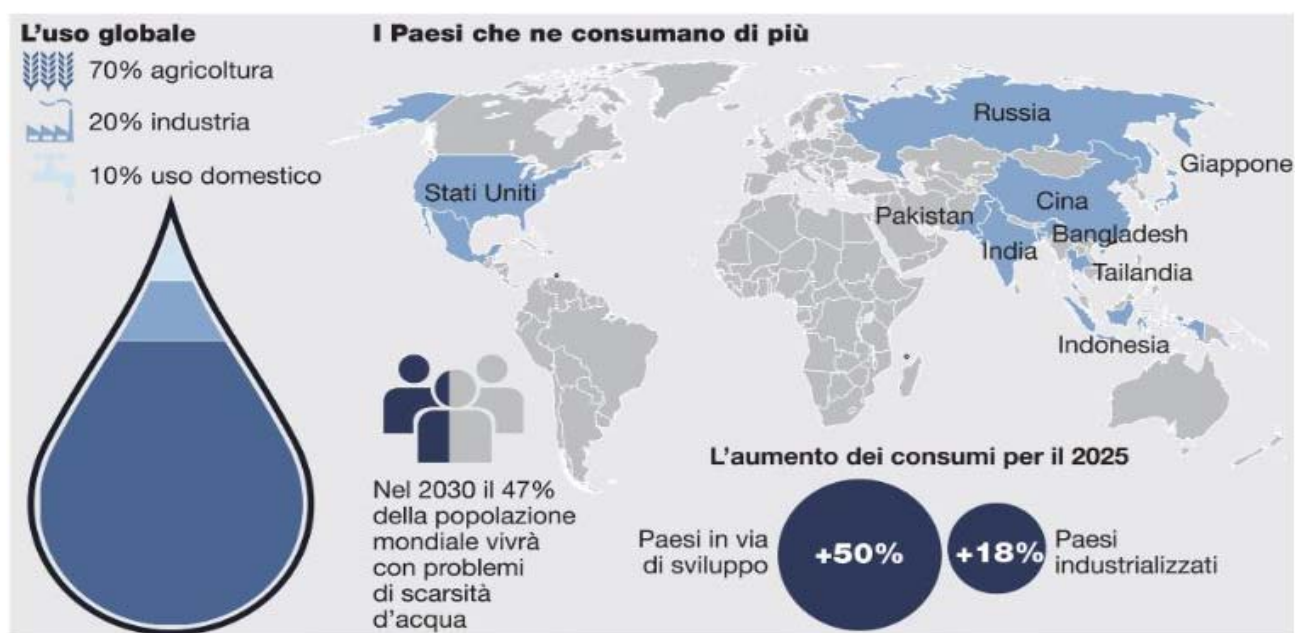 L'uso globale
70% agricoltura
20% industria
10% uso domestico
I Paesi che ne consumano di più
Russia
Giappone
Stati Uniti
Cina
Pakistan
Bangladesh
India
Tailandia
Indonesia
Nel 2030 il 47%
della popolazione
mondiale vivrà
con problemi
di scarsità
d'acqua
L'aumento dei consumi per il 2025
Paesi in via
di sviluppo
+50%
+18%
Paesi
industrializzati